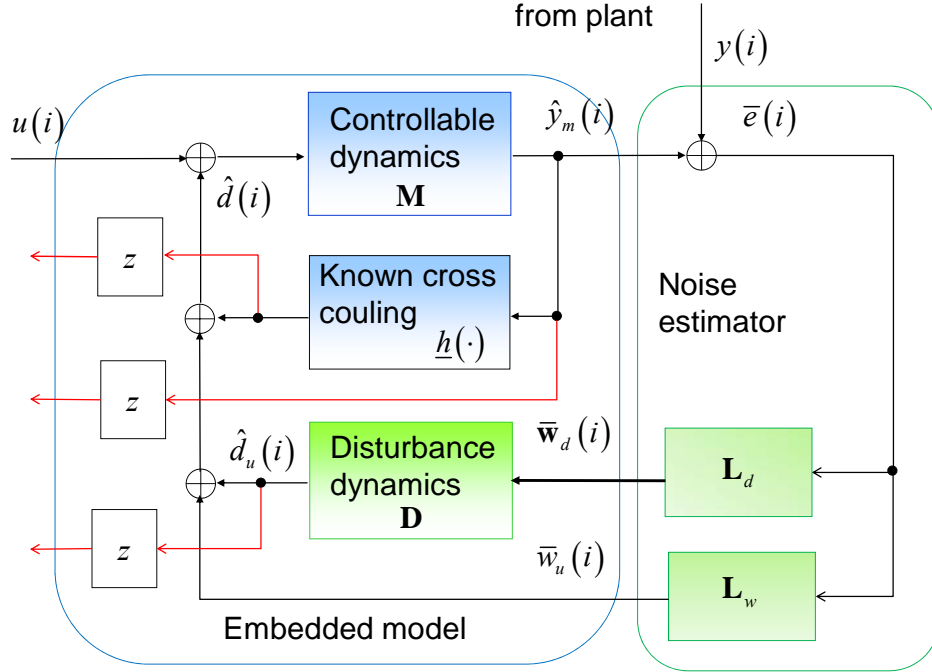 from plant
y(i)
u(i)
Controllable
dynamics
M
ŷ_m(i)
e̅(i)
d̂(i)
z
Known cross
couling
h(·)
Noise
estimator
z
d̂_u(i)
Disturbance
dynamics
D
w̅_d(i)
L_d
z
w̅_u(i)
L_w
Embedded model